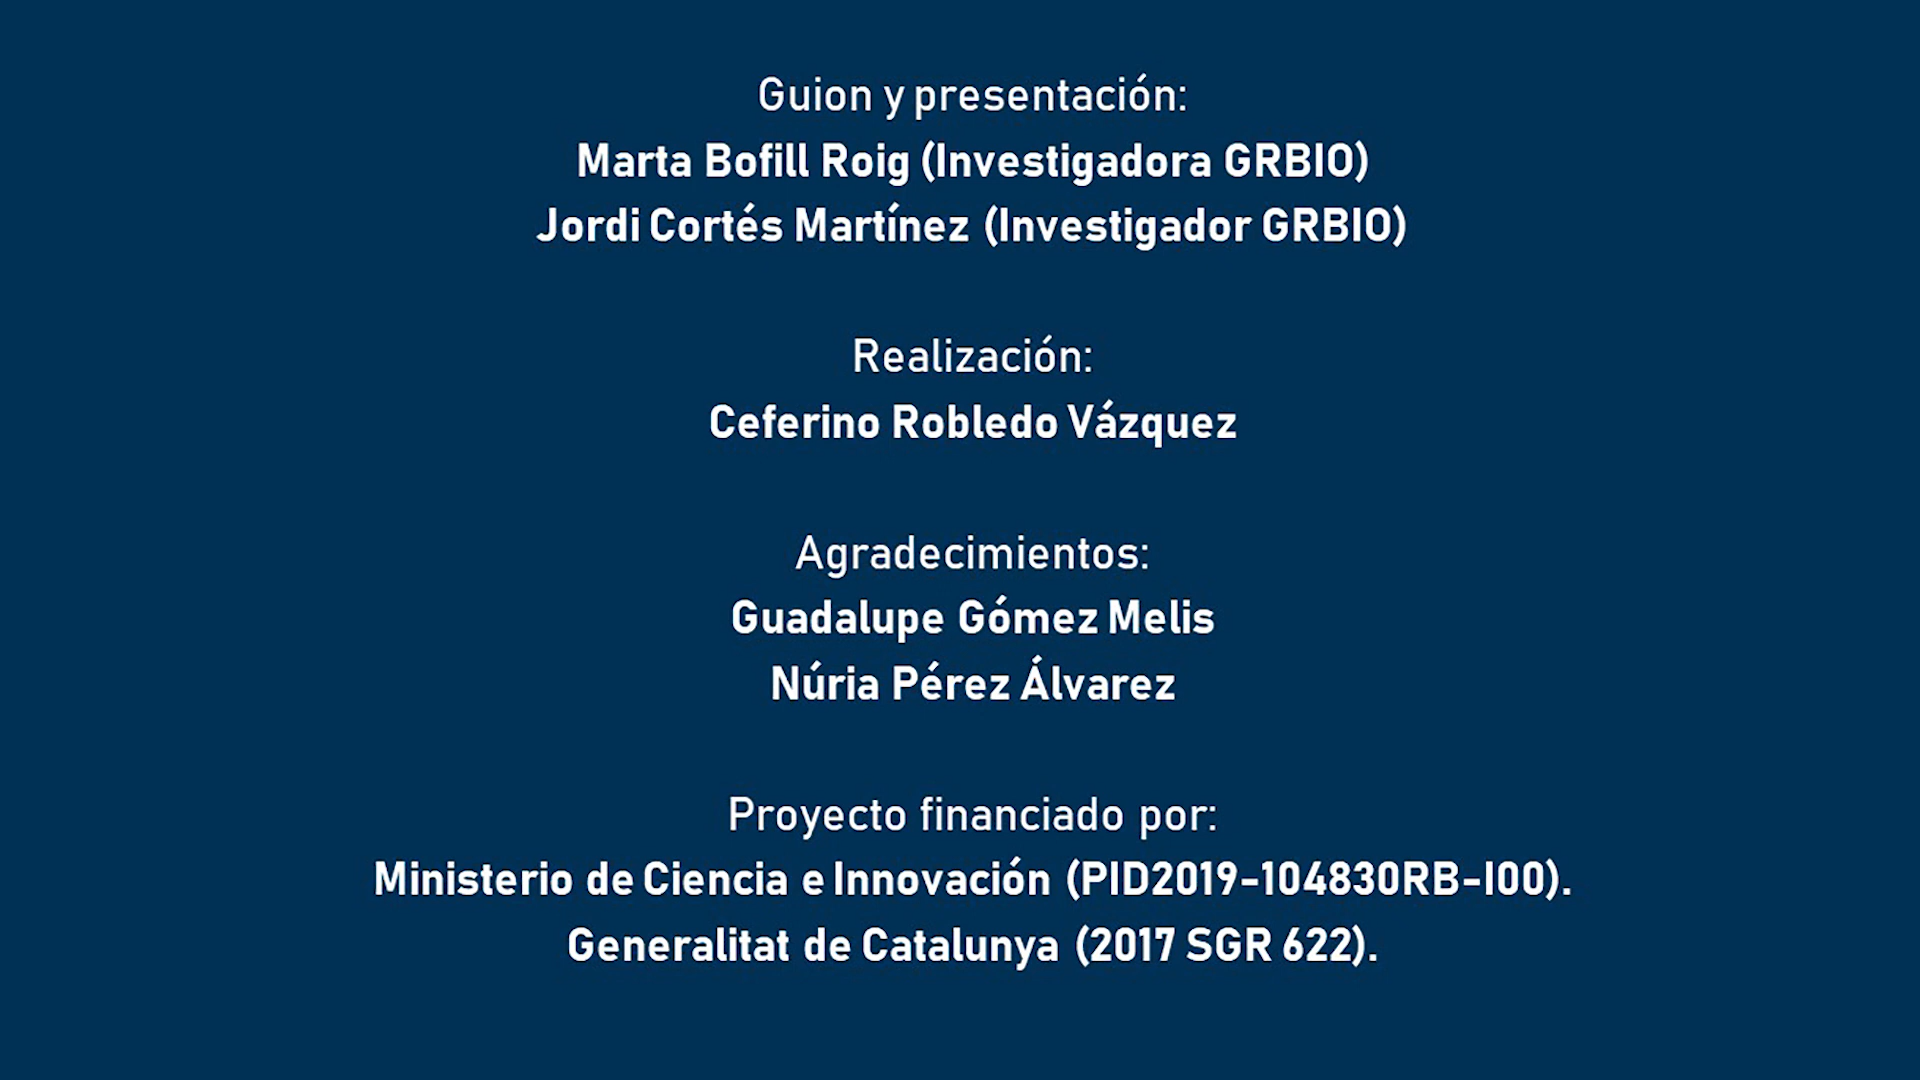 Guion y presentación:
Marta Bofill Roig (Investigadora GRBIO)
Jordi Cortés Martínez (Investigador GRBIO)
Realización:
Ceferino Robledo Vázquez
Agradecimientos:
Guadalupe Gómez Melis
Núria Pérez Álvarez
Proyecto financiado por:
Ministerio de Ciencia e Innovación (PID2019-104830RB-I00).
Generalitat de Catalunya (2017 SGR 622).